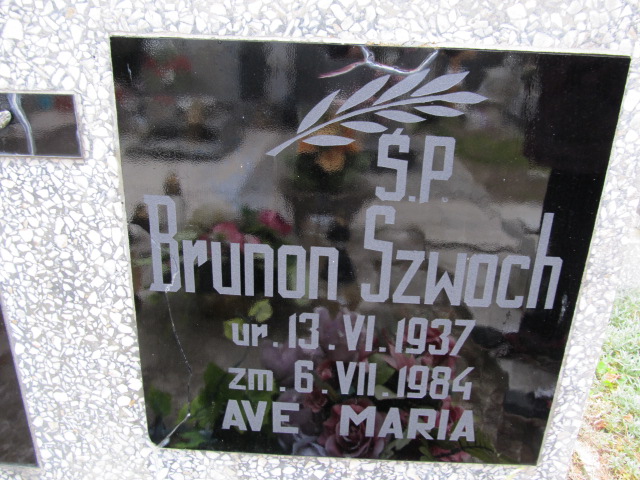 Ś.P.
Brunon Szwoch
ur. 13. VI. 1937
zm. 6. VII. 1984
AVE MARIA